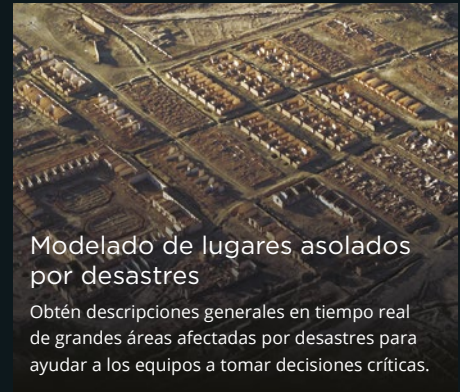 Modelado de lugares asolados
por desastres
Obtén descripciones generales en tiempo real
de grandes áreas afectadas por desastres para
ayudar a los equipos a tomar decisiones críticas.